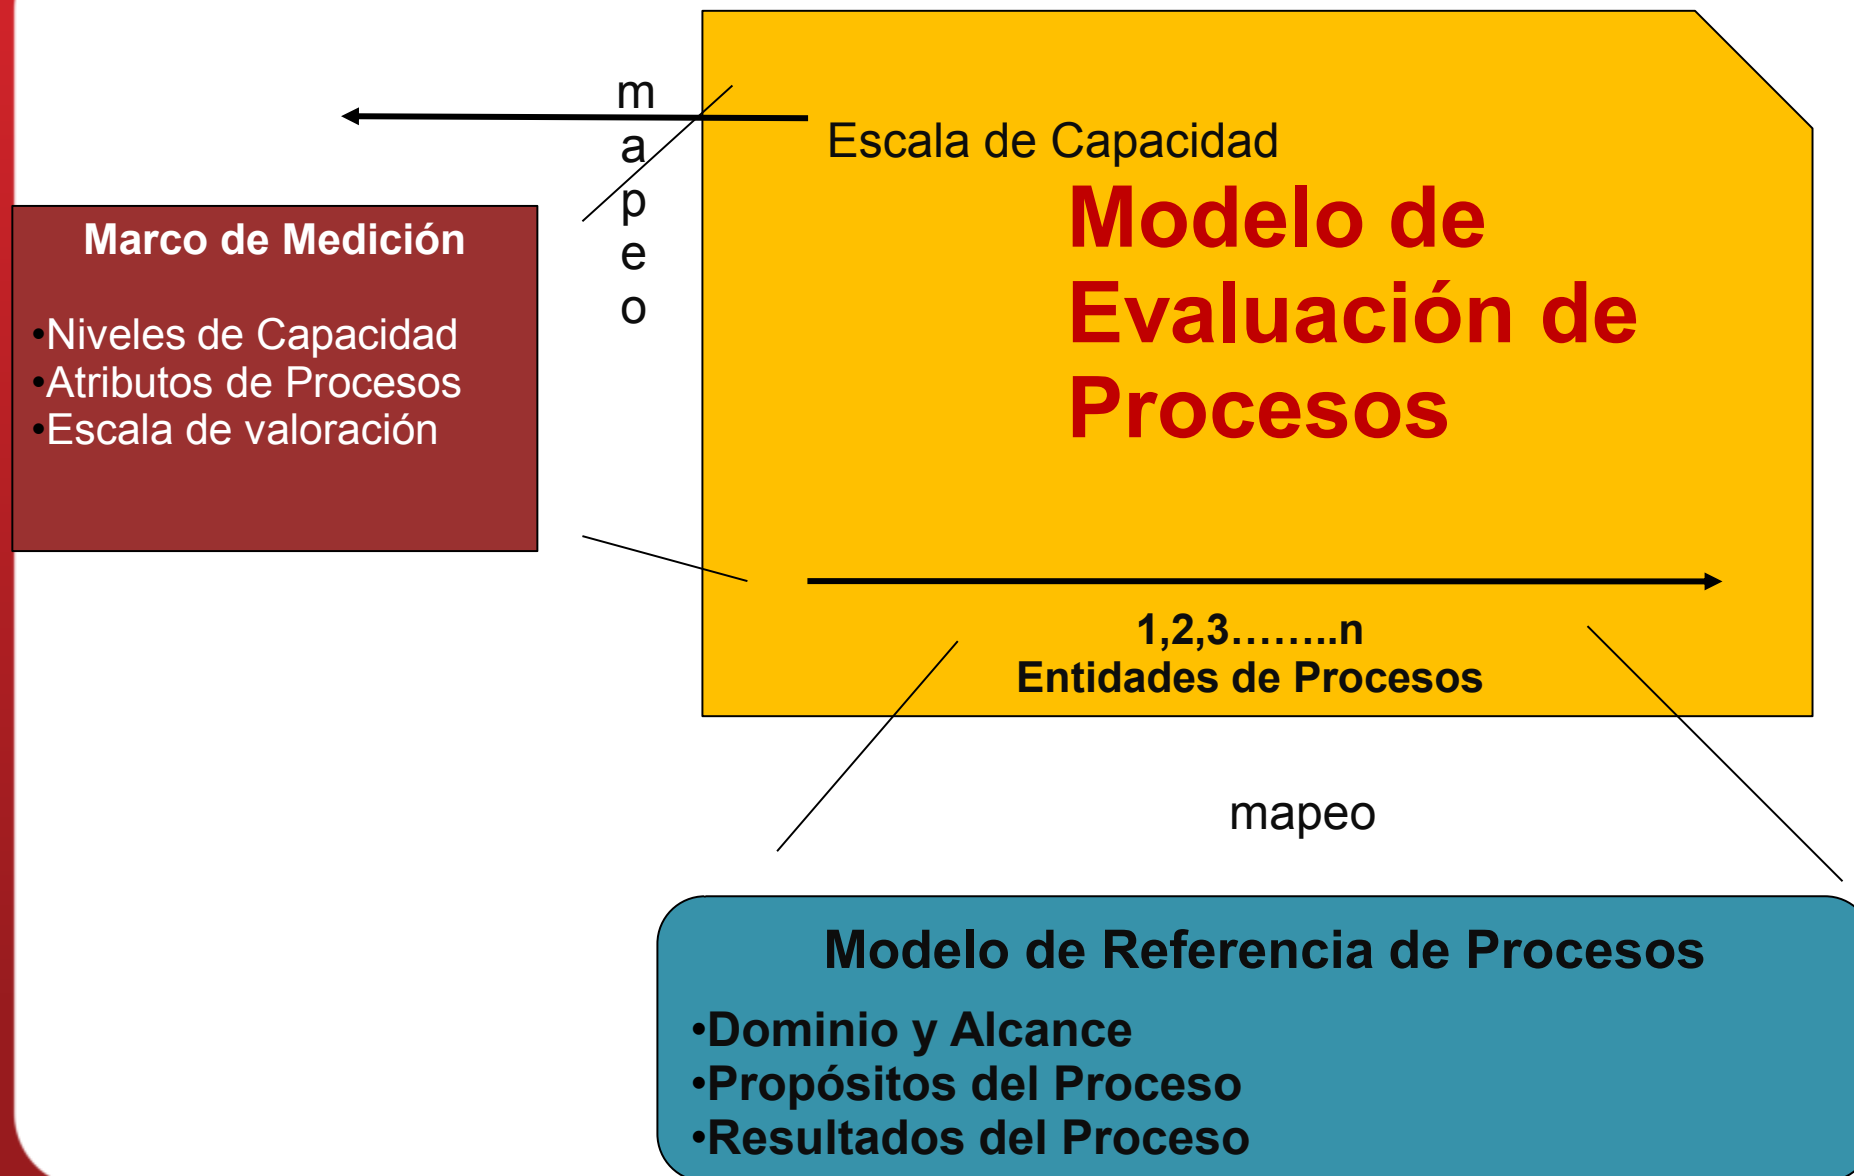 mapeo
Escala de Capacidad
Modelo de
Evaluación de
Procesos
Marco de Medición
•Niveles de Capacidad
•Atributos de Procesos
•Escala de valoración
1,2,3……..n
Entidades de Procesos
mapeo
Modelo de Referencia de Procesos
•Dominio y Alcance
•Propósitos del Proceso
•Resultados del Proceso